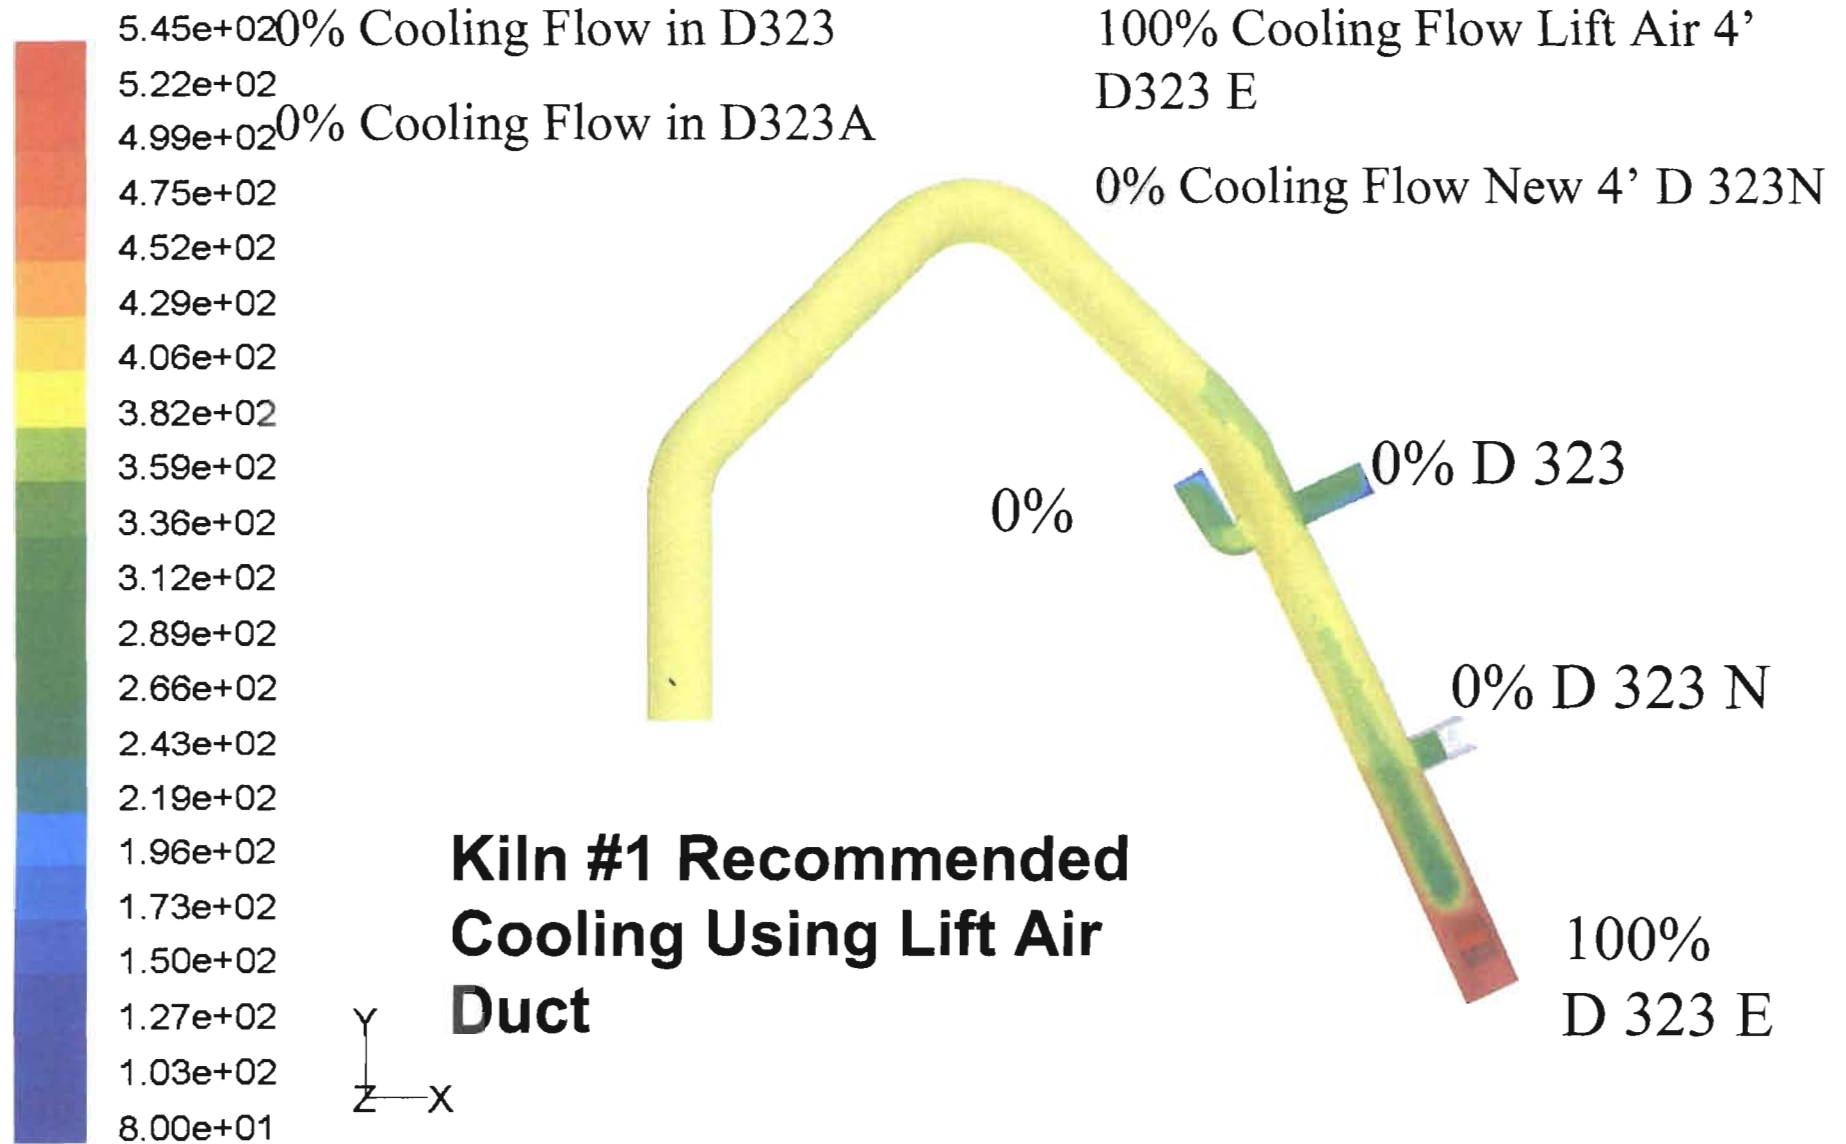 5.45e+02
5.22e+02
4.99e+02
4.75e+02
4.52e+02
4.29e+02
4.06e+02
3.82e+02
3.59e+02
3.36e+02
3.12e+02
2.89e+02
2.66e+02
2.43e+02
2.19e+02
1.96e+02
1.73e+02
1.50e+02
1.27e+02
1.03e+02
8.00e+01
0% Cooling Flow in D323
0% Cooling Flow in D323A
100% Cooling Flow Lift Air 4’
D323 E
0% Cooling Flow New 4’ D 323N
0%
0% D 323
0% D 323 N
100%
D 323 E
Kiln #1 Recommended
Cooling Using Lift Air
Duct
Y
Z
X